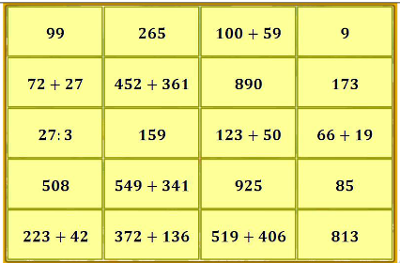 99 265 100 + 59 9
72 + 27 452 + 361 890 173
27: 3 159 123 + 50 66 + 19
508 549 + 341 925 85
223 + 42 372 + 136 519 + 406 813